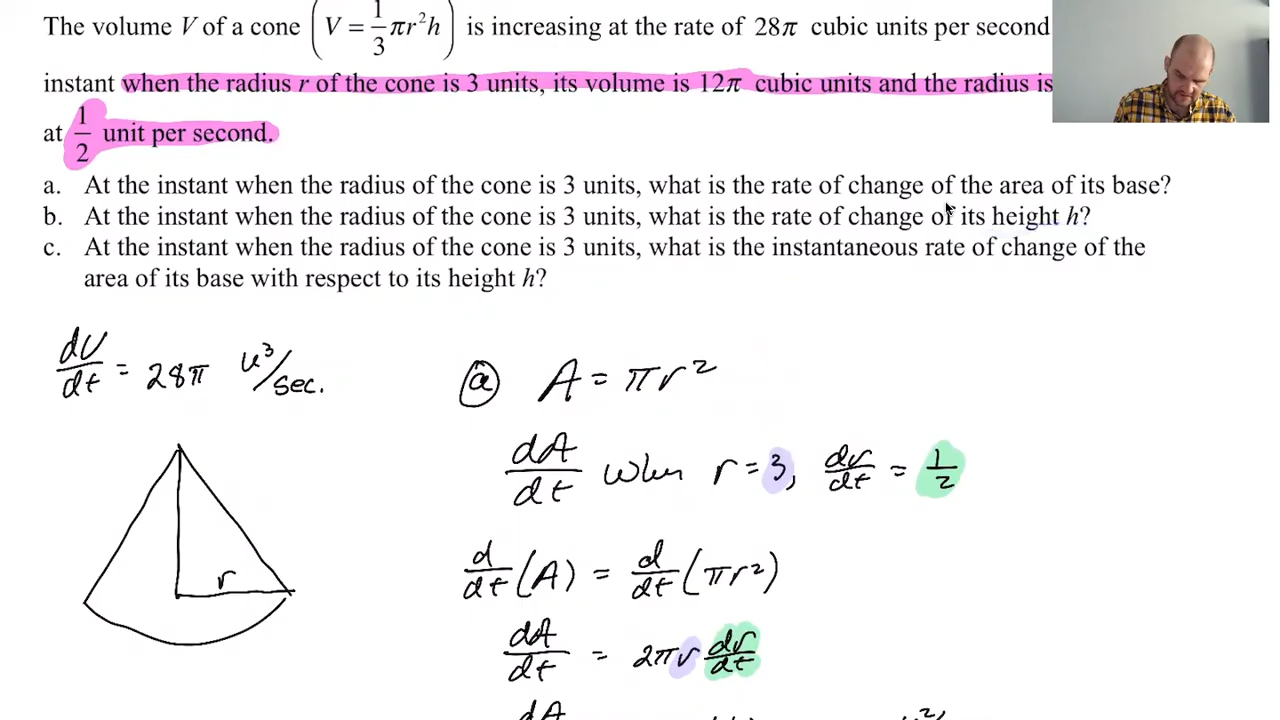 The volume V of a cone (V = 1/3 πr²h) is increasing at the rate of 28π cubic units per second
instant when the radius r of the cone is 3 units, its volume is 12π cubic units and the radius is
at 1/2 unit per second.
a. At the instant when the radius of the cone is 3 units, what is the rate of change of the area of its base?
b. At the instant when the radius of the cone is 3 units, what is the rate of change of its height h?
c. At the instant when the radius of the cone is 3 units, what is the instantaneous rate of change of the
area of its base with respect to its height h?
dV/dt = 28π u³/sec.
r
ⓐ A = πr²
dA/dt when r = 3, dr/dt = 1/2
d/dt (A) = d/dt (πr²)
dA/dt = 2πr dr/dt
dA